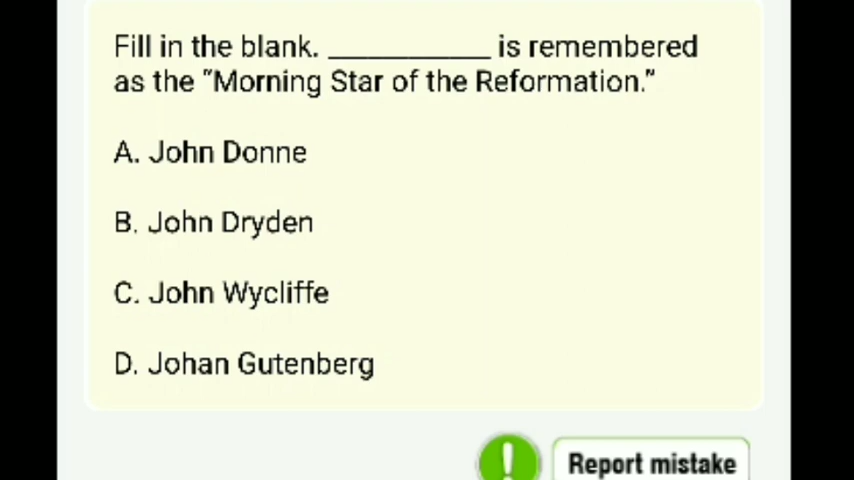 Fill in the blank. ___________ is remembered
as the "Morning Star of the Reformation."
A. John Donne
B. John Dryden
C. John Wycliffe
D. Johan Gutenberg
! Report mistake